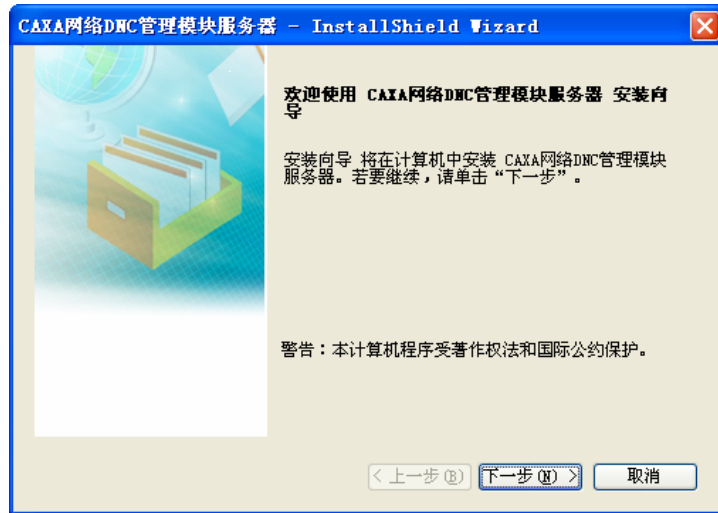 CAXA网络DNC管理模块服务器 - InstallShield Wizard
欢迎使用 CAXA网络DNC管理模块服务器 安装向
导
安装向导 将在计算机中安装 CAXA网络DNC管理模块
服务器。若要继续，请单击“下一步”。
警告：本计算机程序受著作权法和国际公约保护。
< 上一步(B) 下一步(N) > 取消